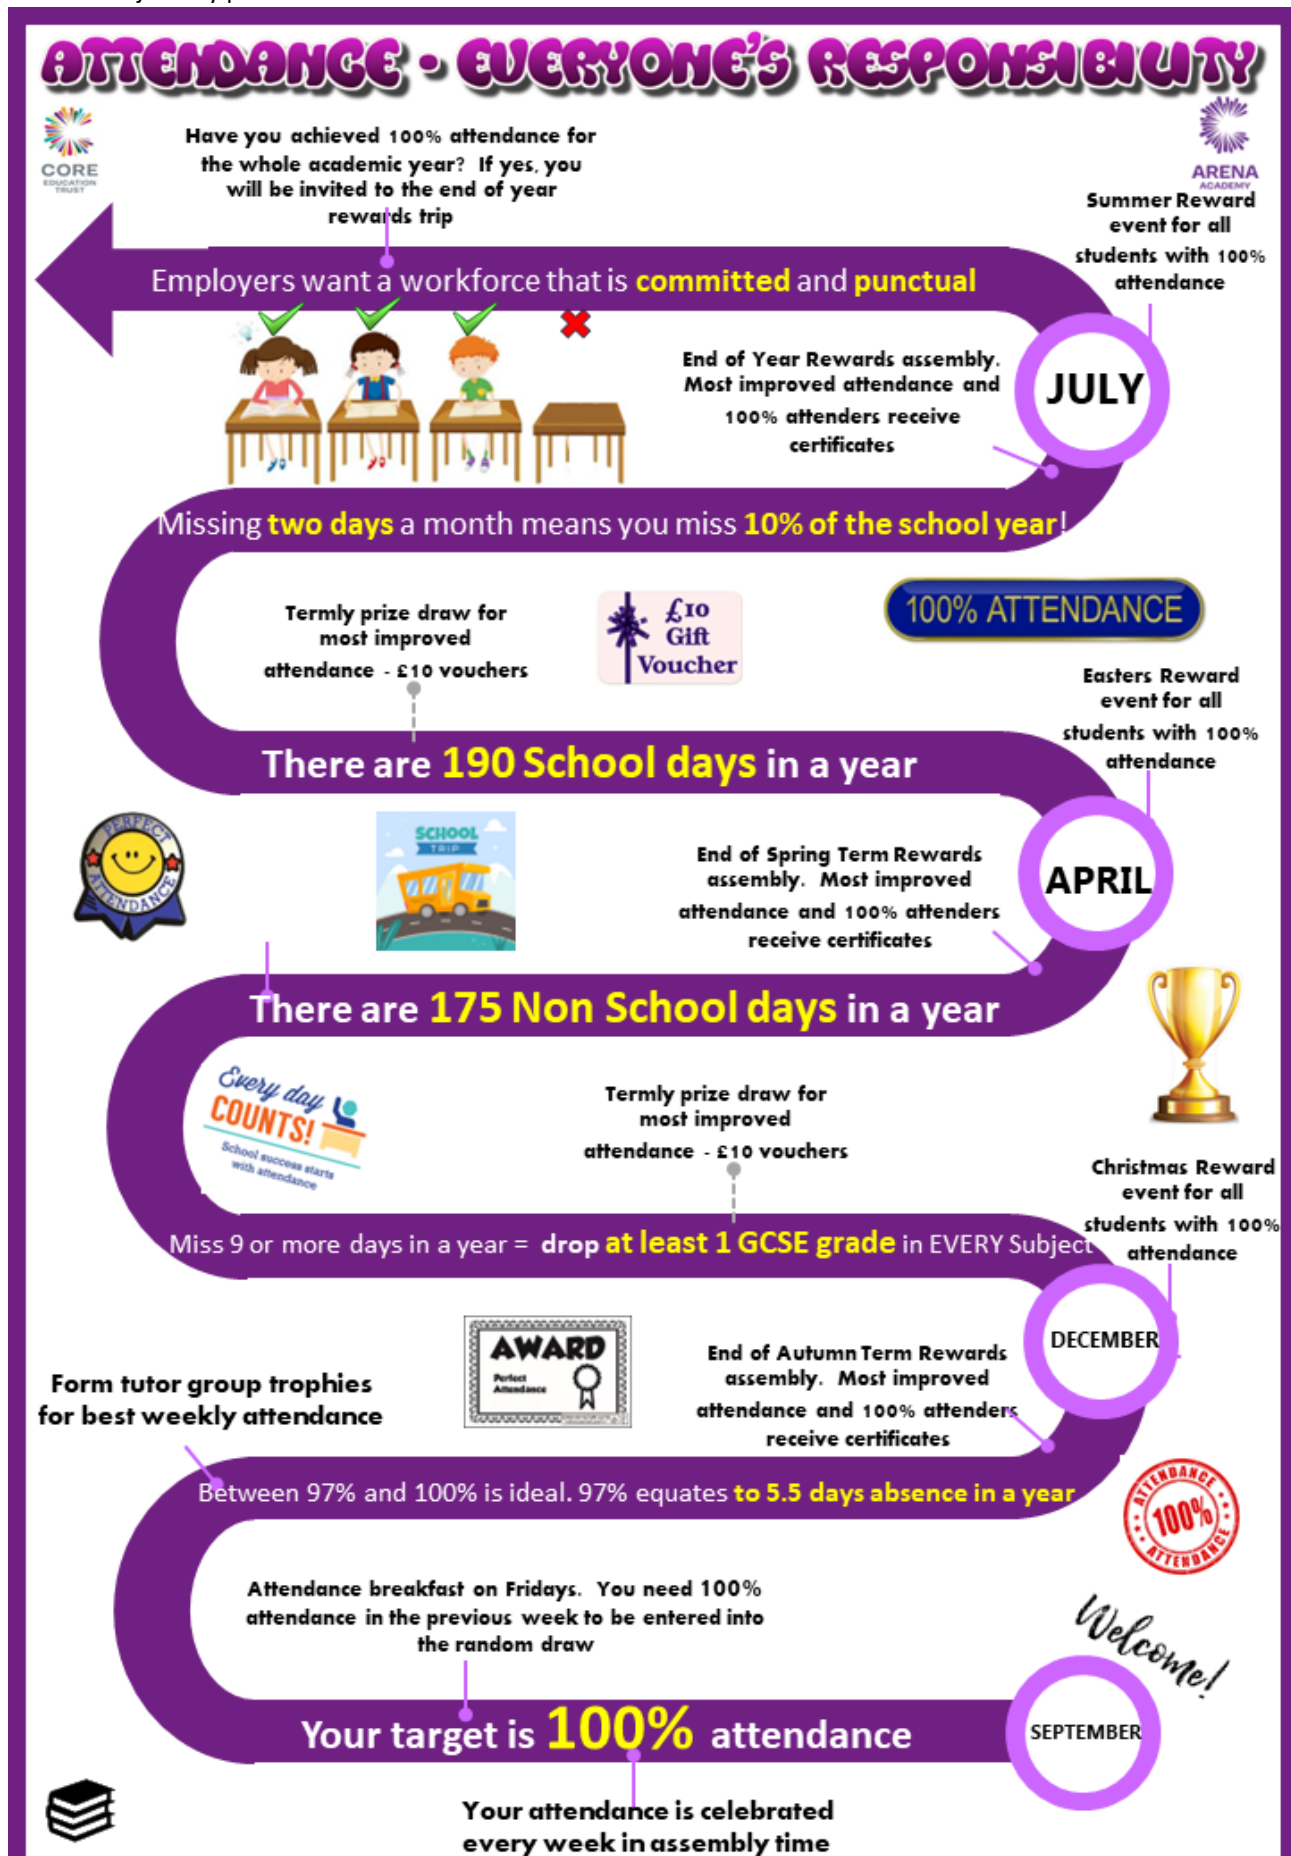 ATTENDANCE - EVERYONE'S RESPONSIBILITY
CORE
EDUCATION
TRUST
Have you achieved 100% attendance for
the whole academic year? If yes, you
will be invited to the end of year
rewards trip
ARENA
ACADEMY
Summer Reward
event for all
students with 100%
attendance
Employers want a workforce that is committed and punctual
End of Year Rewards assembly.
Most improved attendance and
100% attenders receive
certificates
JULY
Missing two days a month means you miss 10% of the school year!
Termly prize draw for
most improved
attendance - £10 vouchers
£10
Gift
Voucher
100% ATTENDANCE
Easters Reward
event for all
students with 100%
attendance
There are 190 School days in a year
PERFECT
ATTENDANCE
SCHOOL
TRIP
End of Spring Term Rewards
assembly. Most improved
attendance and 100% attenders
receive certificates
APRIL
There are 175 Non School days in a year
Every day
COUNTS!
School success starts
with attendance
Termly prize draw for
most improved
attendance - £10 vouchers
Christmas Reward
event for all
students with 100%
attendance
Miss 9 or more days in a year = drop at least 1 GCSE grade in EVERY Subject
DECEMBER
AWARD
Perfect
Attendance
End of Autumn Term Rewards
assembly. Most improved
attendance and 100% attenders
receive certificates
Form tutor group trophies
for best weekly attendance
Between 97% and 100% is ideal. 97% equates to 5.5 days absence in a year
ATTENDANCE
100%
ATTENDANCE
Attendance breakfast on Fridays. You need 100%
attendance in the previous week to be entered into
the random draw
Welcome!
Your target is 100% attendance
SEPTEMBER
Your attendance is celebrated
every week in assembly time